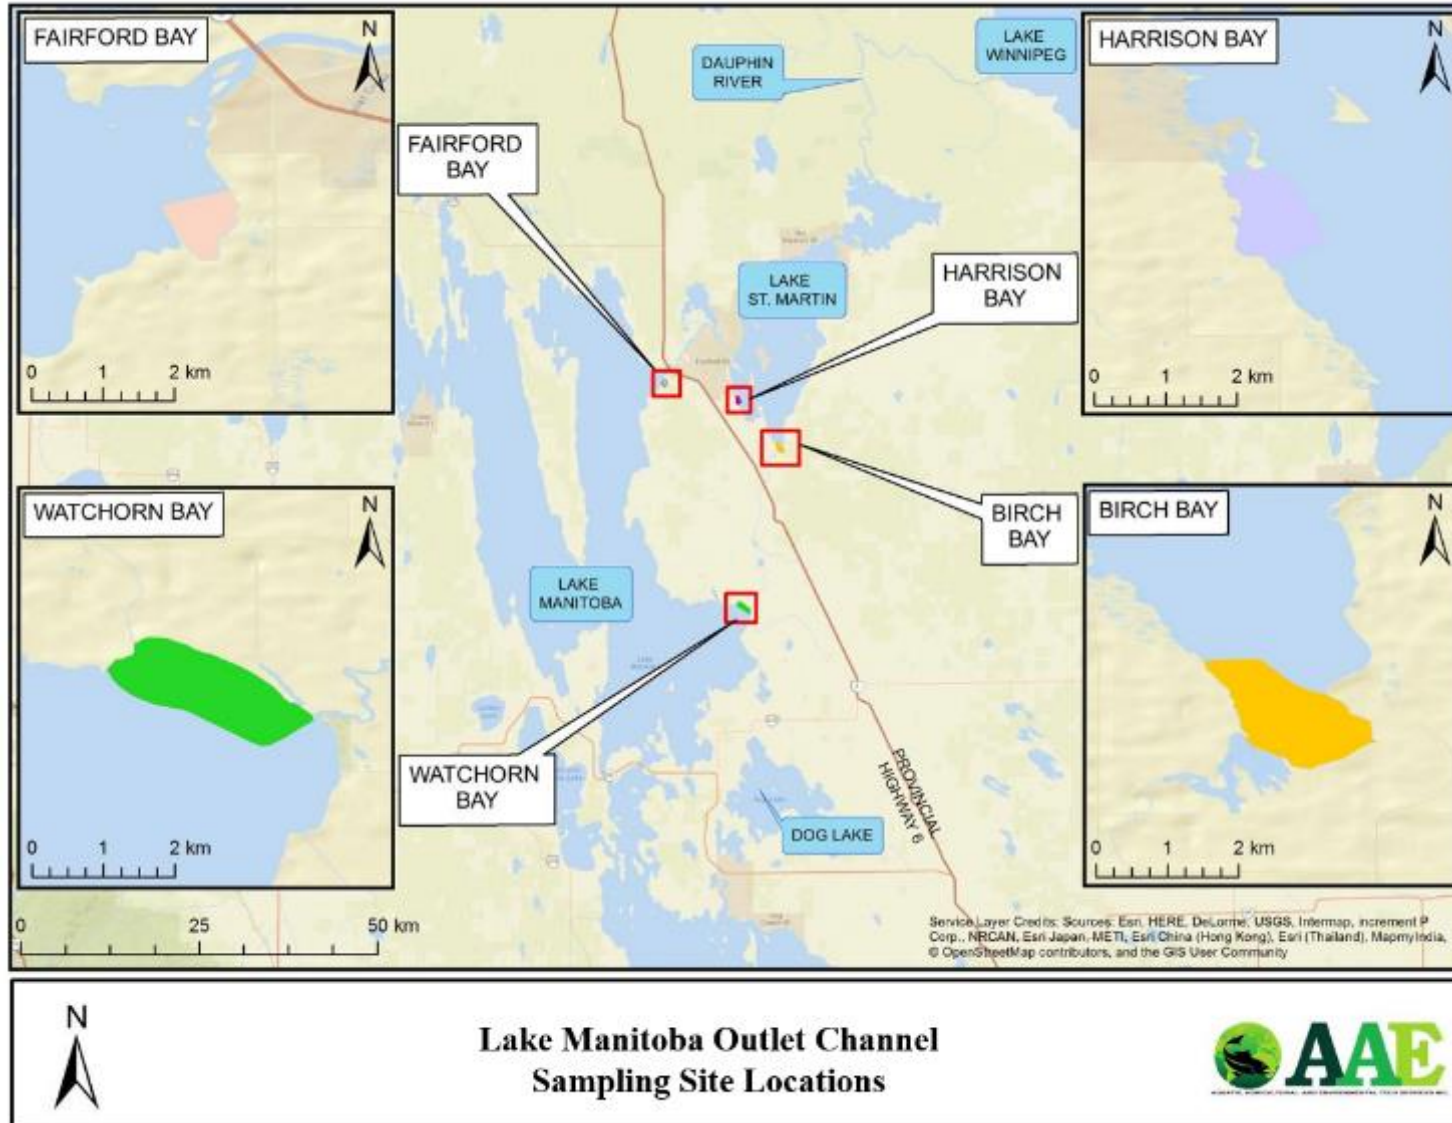 FAIRFORD BAY
N
0 1 2 km
DAUPHIN
RIVER
LAKE
WINNIPEG
FAIRFORD
BAY
LAKE
ST. MARTIN
HARRISON
BAY
HARRISON BAY
N
0 1 2 km
WATCHORN BAY
N
0 1 2 km
LAKE
MANITOBA
BIRCH
BAY
BIRCH BAY
N
0 1 2 km
WATCHORN
BAY
DOG LAKE
PROVINCIAL
HIGHWAY 6
0 25 50 km
Service Layer Credits: Sources: Esri, HERE, DeLorme, USGS, Intermap, increment P
Corp., NRCAN, Esri Japan, METI, Esri China (Hong Kong), Esri (Thailand), MapmyIndia,
© OpenStreetMap contributors, and the GIS User Community
N
Lake Manitoba Outlet Channel
Sampling Site Locations
AAE